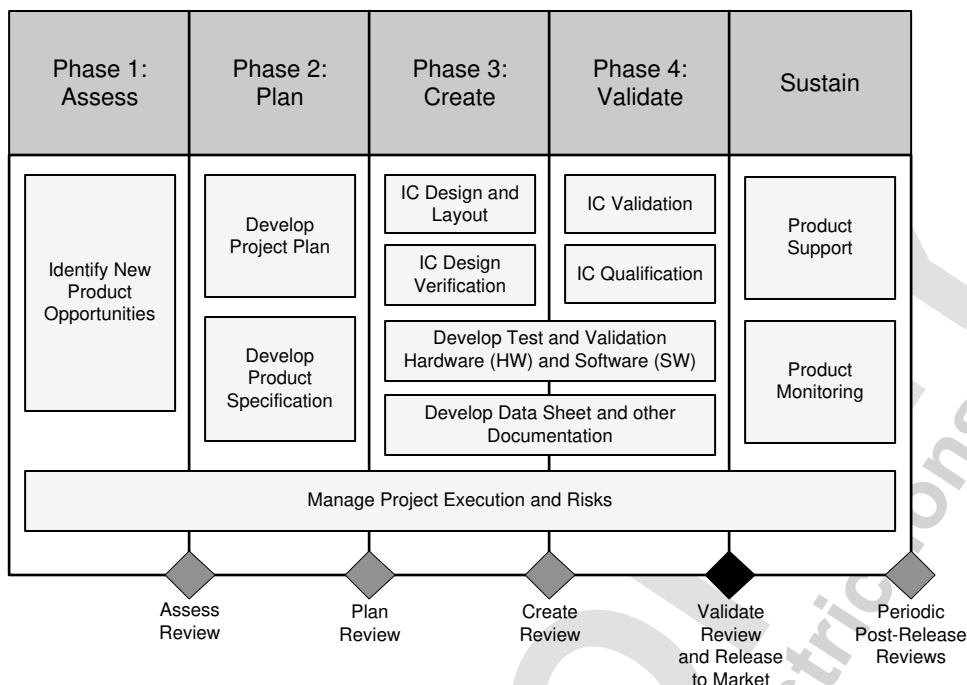 Phase 1:
Assess
Phase 2:
Plan
Phase 3:
Create
Phase 4:
Validate
Sustain
Identify New
Product
Opportunities
Develop
Project Plan
Develop
Product
Specification
IC Design and
Layout
IC Design
Verification
IC Validation
IC Qualification
Develop Test and Validation
Hardware (HW) and Software (SW)
Develop Data Sheet and other
Documentation
Product
Support
Product
Monitoring
Manage Project Execution and Risks
Assess
Review
Plan
Review
Create
Review
Validate
Review
and Release
to Market
Periodic
Post-Release
Reviews